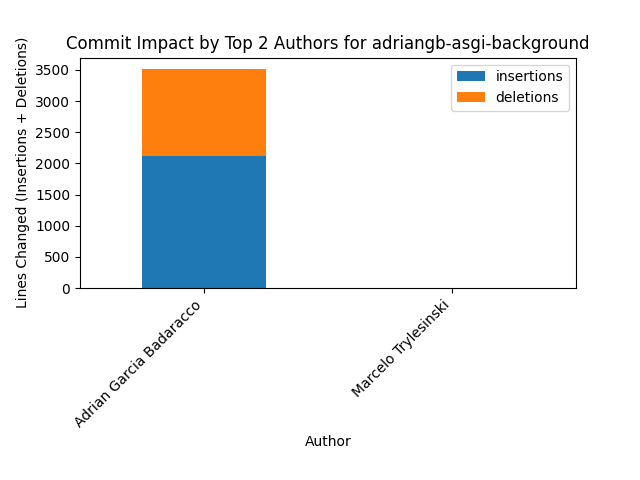 Commit Impact by Top 2 Authors for adriangb-asgi-background
Lines Changed (Insertions + Deletions)
3500
3000
2500
2000
1500
1000
500
0
insertions
deletions
Adrian Garcia Badaracco
Marcelo Trylesinski
Author